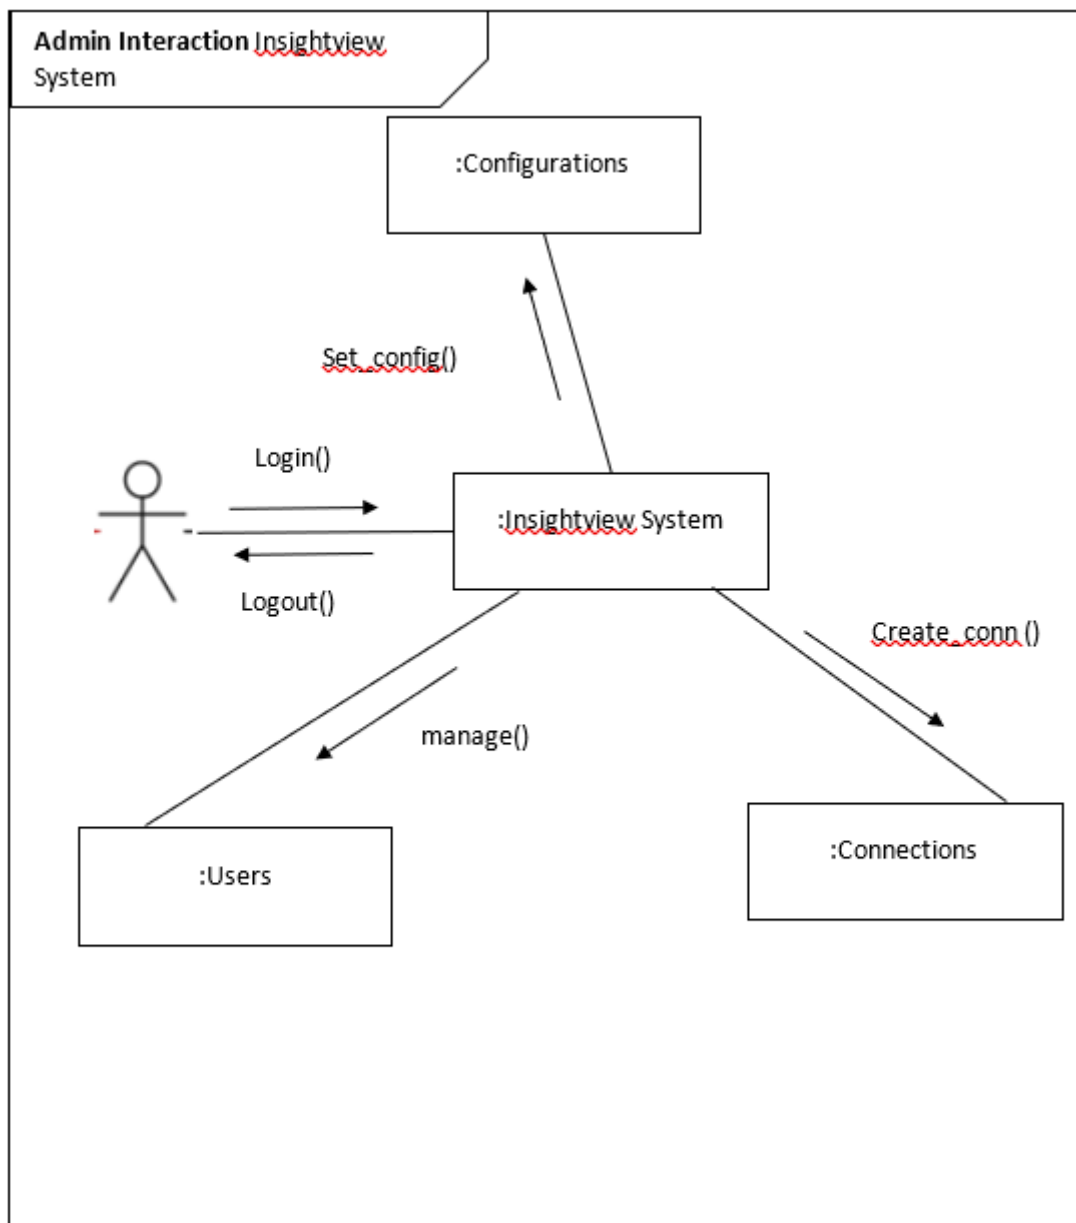 Admin Interaction Insightview
System
:Configurations
Set_config()
Login()
:Insightview System
Logout()
Create_conn ()
manage()
:Connections
:Users